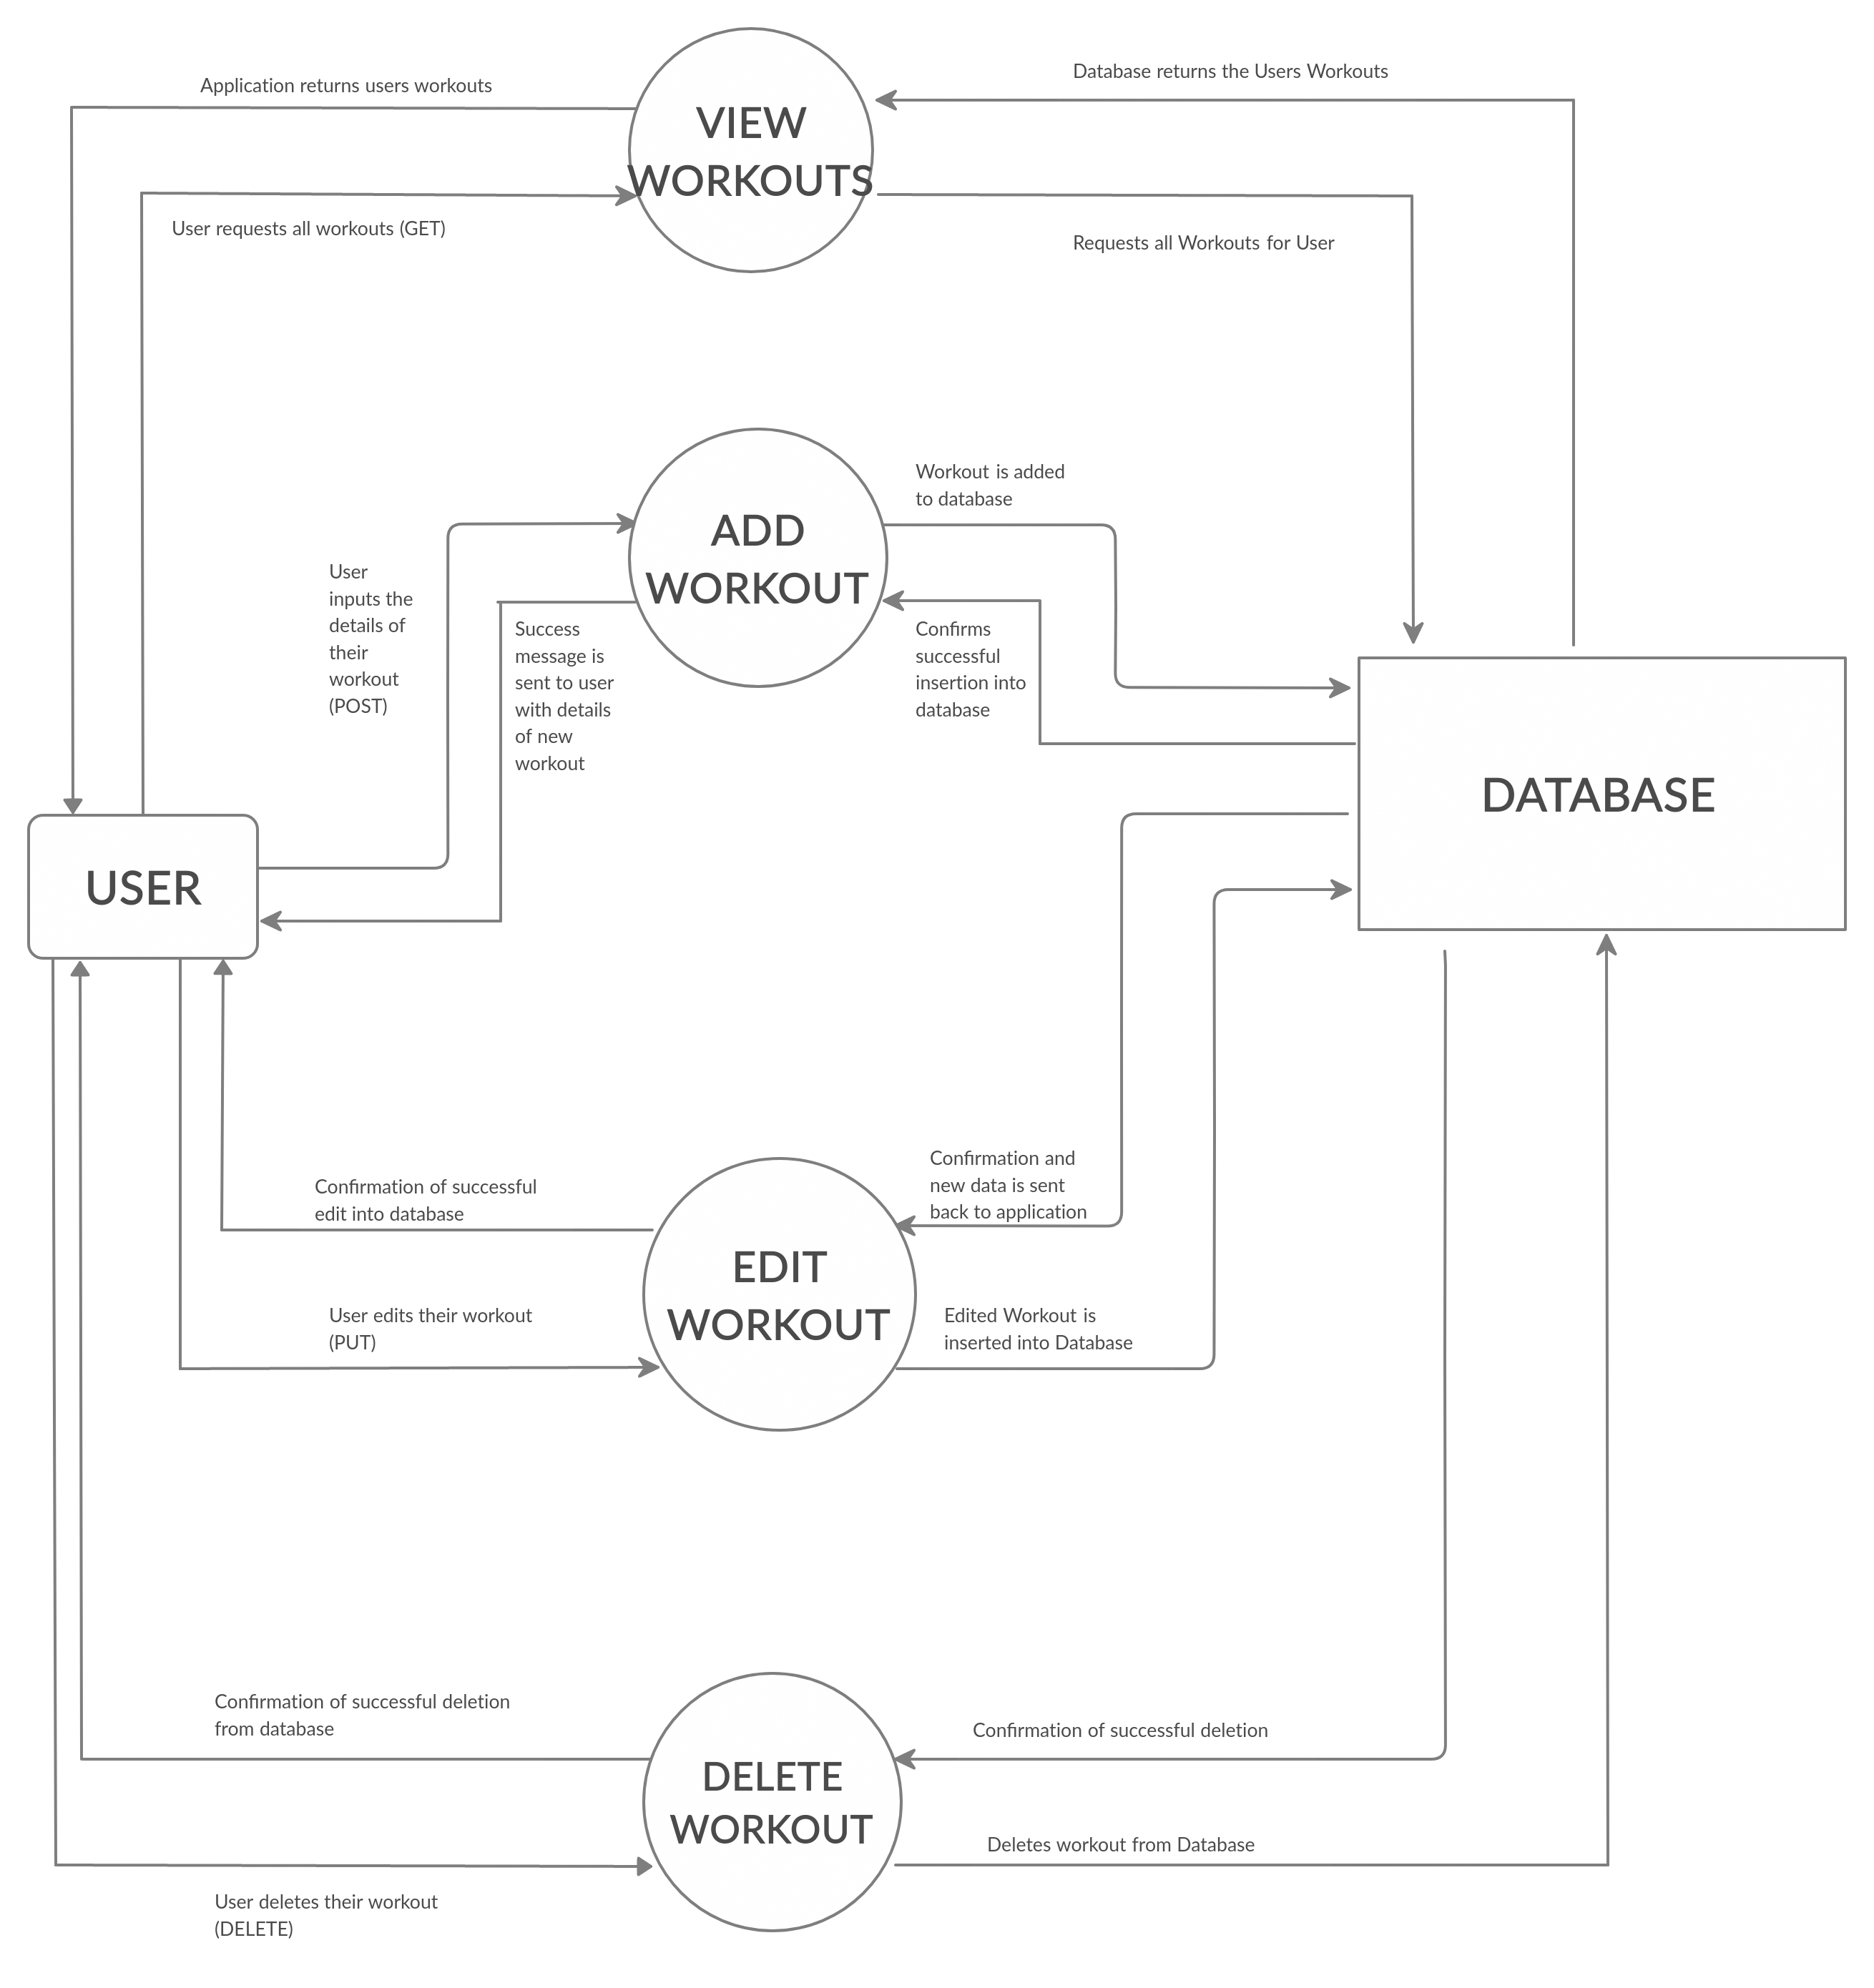 Application returns users workouts
Database returns the Users Workouts
VIEW
WORKOUTS
User requests all workouts (GET)
Requests all Workouts for User
Workout is added
to database
ADD
WORKOUT
User
inputs the
details of
their
workout
(POST)
Success
message is
sent to user
with details
of new
workout
Confirms
successful
insertion into
database
DATABASE
USER
Confirmation of successful
edit into database
Confirmation and
new data is sent
back to application
EDIT
WORKOUT
User edits their workout
(PUT)
Edited Workout is
inserted into Database
Confirmation of successful deletion
from database
Confirmation of successful deletion
DELETE
WORKOUT
Deletes workout from Database
User deletes their workout
(DELETE)